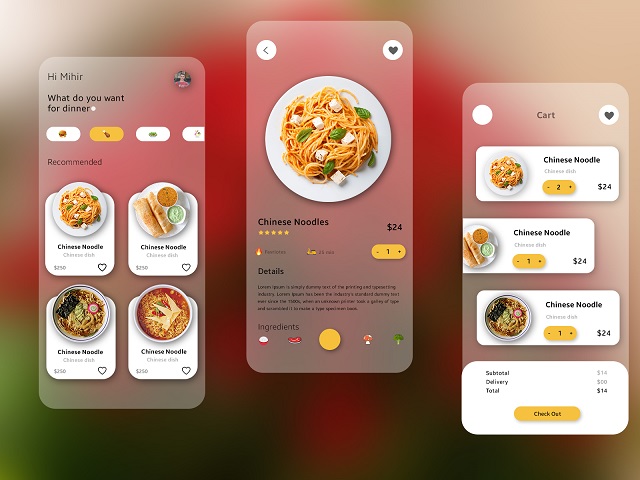 Hi Mihir
What do you want
for dinner
Recommended
Chinese Noodle
Chinese dish
$250
Chinese Noodle
Chinese dish
$250
Chinese Noodle
Chinese dish
$250
Chinese Noodle
Chinese dish
$250
Chinese Noodles
$24
- 1 +
Details
Lorem Ipsum is simply dummy text of the printing and typesetting
industry. Lorem Ipsum has been the industry's standard dummy text
ever since the 1500s, when an unknown printer took a galley of type
and scrambled it to make a type specimen book.
Ingredients
Cart
Chinese Noodle
Chinese dish
- 2 +
$24
Chinese Noodle
Chinese dish
- 1 +
$24
Chinese Noodle
Chinese dish
- 1 +
$24
Subtotal $14
Delivery $00
Total $14
Check Out